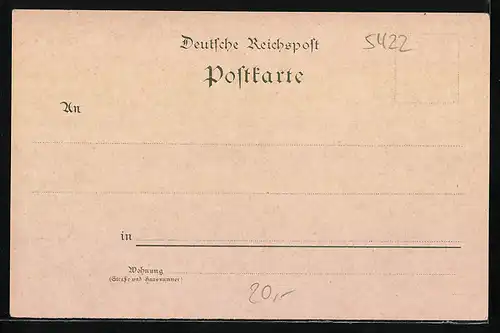 Deutsche Reichspost
5422
Postkarte
An
in
Wohnung
(Straße und Hausnummer)
20,-